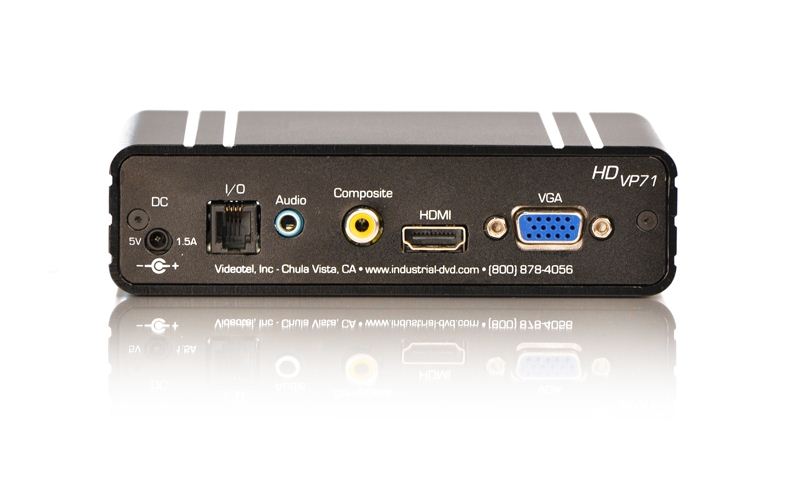 HD VP71
DC
I/O
Audio
Composite
HDMI
VGA
5V
1.5A
- +
Videotel, Inc - Chula Vista, CA • www.industrial-dvd.com • (800) 878-4056